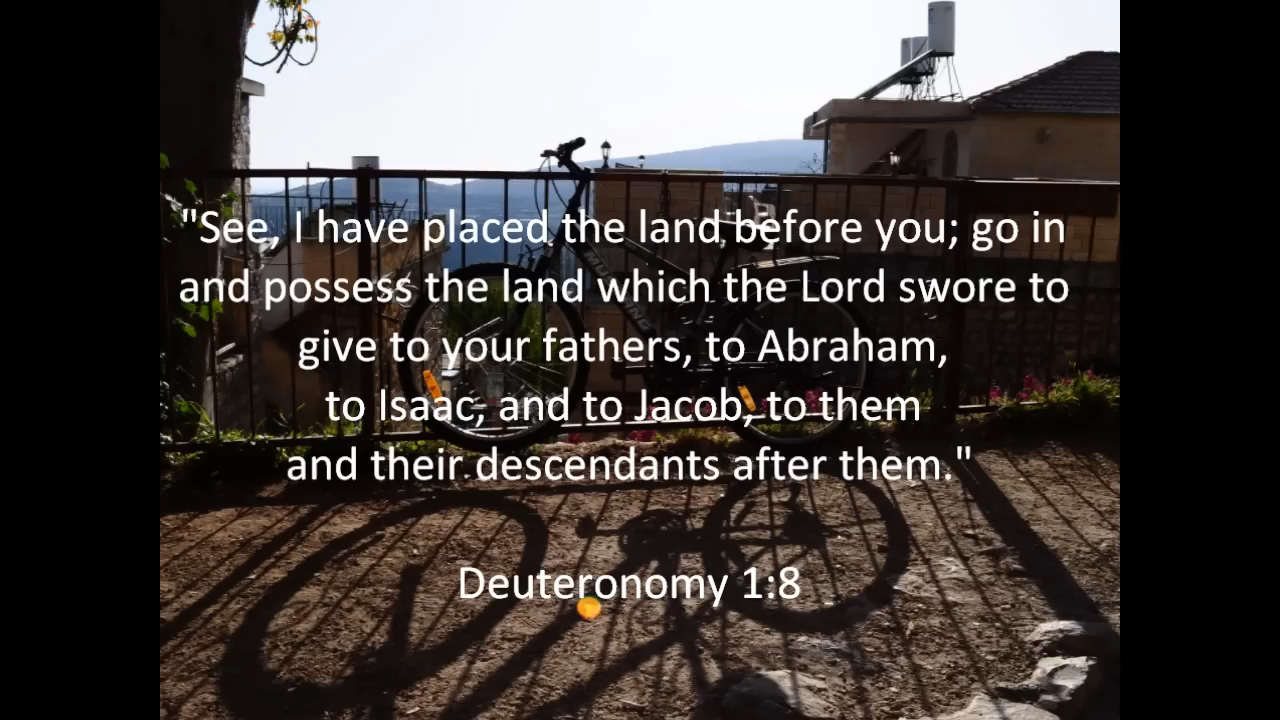 "See, I have placed the land before you; go in
and possess the land which the Lord swore to
give to your fathers, to Abraham,
to Isaac, and to Jacob, to them
and their descendants after them."
Deuteronomy 1:8